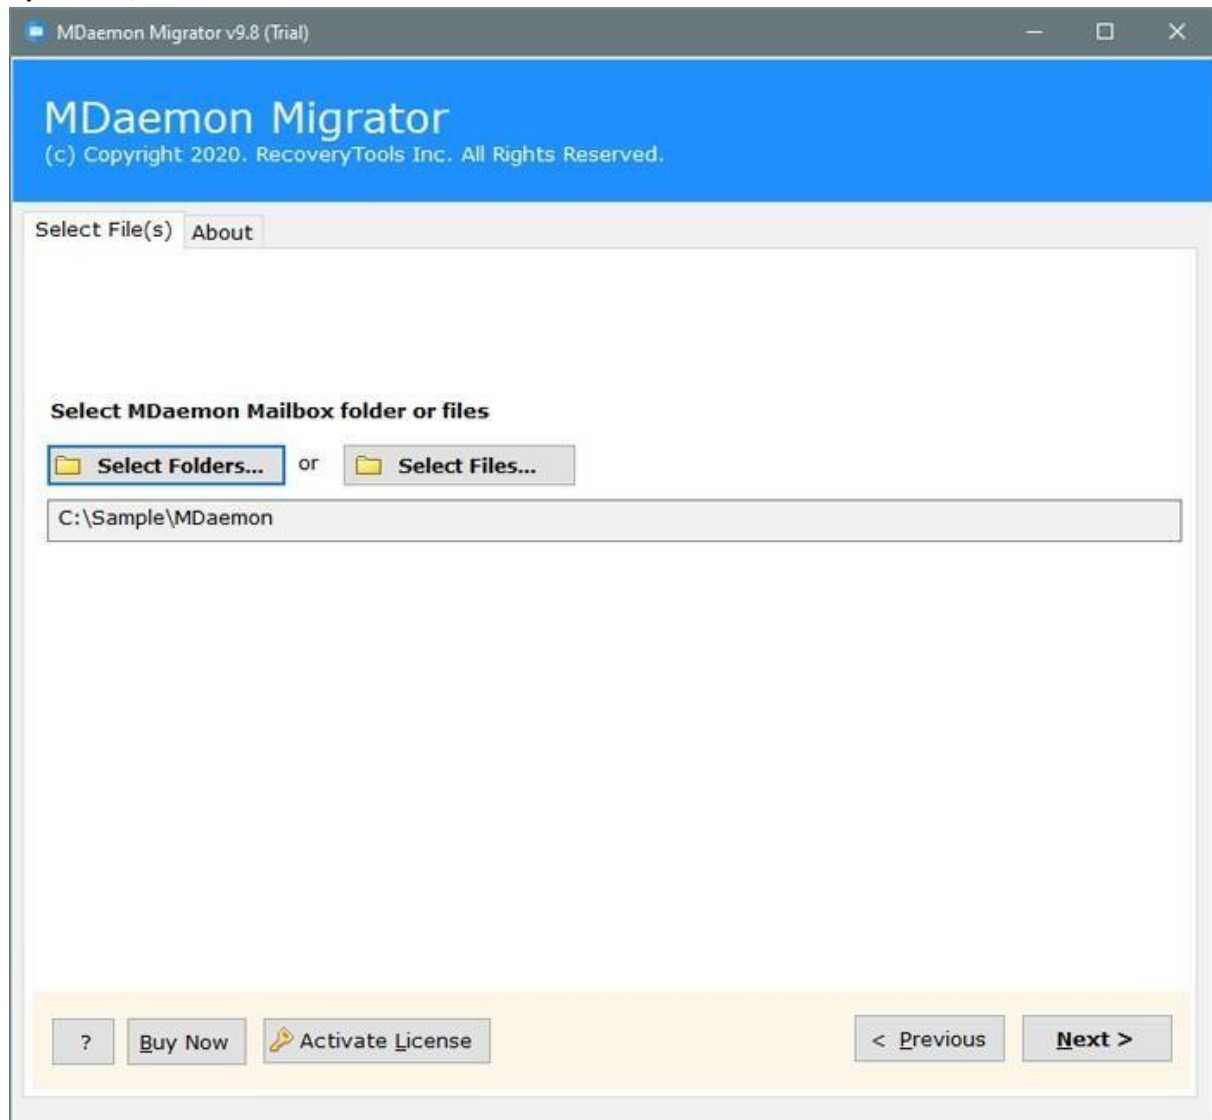 MDaemon Migrator v9.8 (Trial)
MDaemon Migrator
(c) Copyright 2020. RecoveryTools Inc. All Rights Reserved.
Select File(s) About
Select MDaemon Mailbox folder or files
Select Folders... or Select Files...
C:\Sample\MDaemon
? Buy Now Activate License < Previous Next >